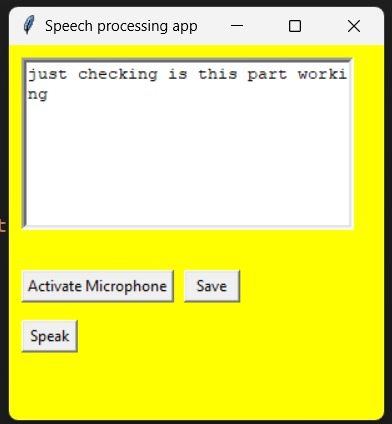 Speech processing app
just checking is this part worki
ng
Activate Microphone Save
Speak